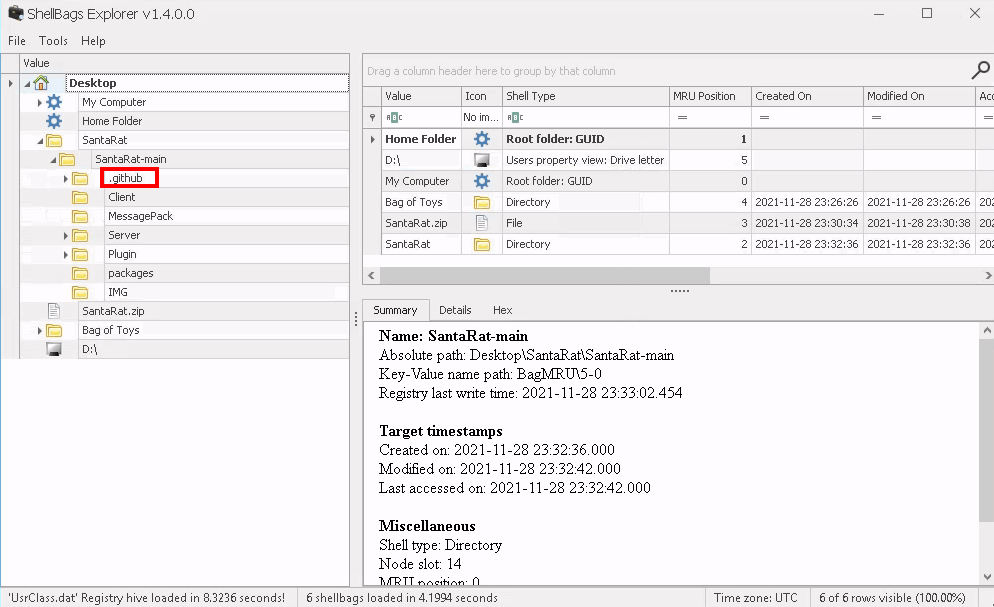 ShellBags Explorer v1.4.0.0
File Tools Help
Value
Desktop
My Computer
Home Folder
SantaRat
SantaRat-main
.github
Client
MessagePack
Server
Plugin
packages
IMG
SantaRat.zip
Bag of Toys
D:\
Drag a column header here to group by that column
Value Icon Shell Type MRU Position Created On Modified On Acc
ABC No im... ABC = = = =
Home Folder Root folder: GUID 1
D:\ Users property view: Drive letter 5
My Computer Root folder: GUID 0
Bag of Toys Directory 4 2021-11-28 23:26:26 2021-11-28 23:26:26 202
SantaRat.zip File 3 2021-11-28 23:30:34 2021-11-28 23:30:38 202
SantaRat Directory 2 2021-11-28 23:32:36 2021-11-28 23:32:36 202
Summary Details Hex
Name: SantaRat-main
Absolute path: Desktop\SantaRat\SantaRat-main
Key-Value name path: BagMRU\5-0
Registry last write time: 2021-11-28 23:33:02.454
Target timestamps
Created on: 2021-11-28 23:32:36.000
Modified on: 2021-11-28 23:32:42.000
Last accessed on: 2021-11-28 23:32:42.000
Miscellaneous
Shell type: Directory
Node slot: 14
MRU position: 0
'UsrClass.dat' Registry hive loaded in 8.3236 seconds! 6 shellbags loaded in 4.1994 seconds Time zone: UTC 6 of 6 rows visible (100.00%)